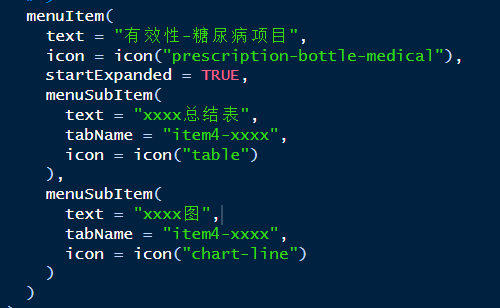 menuItem(
text = "有效性-糖尿病项目",
icon = icon("prescription-bottle-medical"),
startExpanded = TRUE,
menuSubItem(
text = "xxxx总结表",
tabName = "item4-xxxx",
icon = icon("table")
),
menuSubItem(
text = "xxxx图",
tabName = "item4-xxxx",
icon = icon("chart-line")
)
)